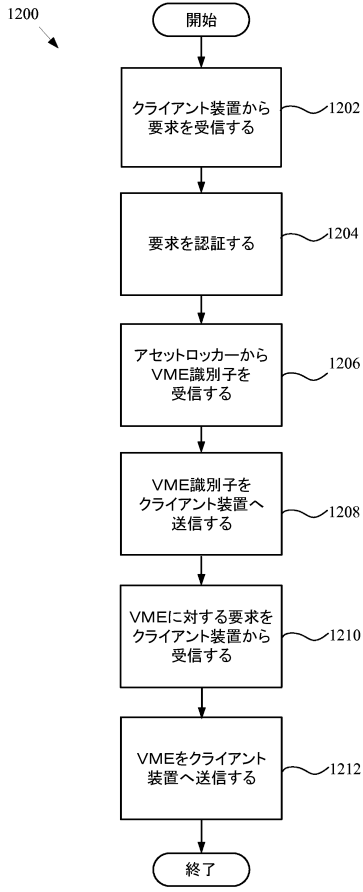 1200
開始
クライアント装置から
要求を受信する
1202
要求を認証する
1204
アセットロッカーから
VME識別子を
受信する
1206
VME識別子を
クライアント装置へ
送信する
1208
VMEに対する要求を
クライアント装置から
受信する
1210
VMEをクライアント
装置へ送信する
1212
終了